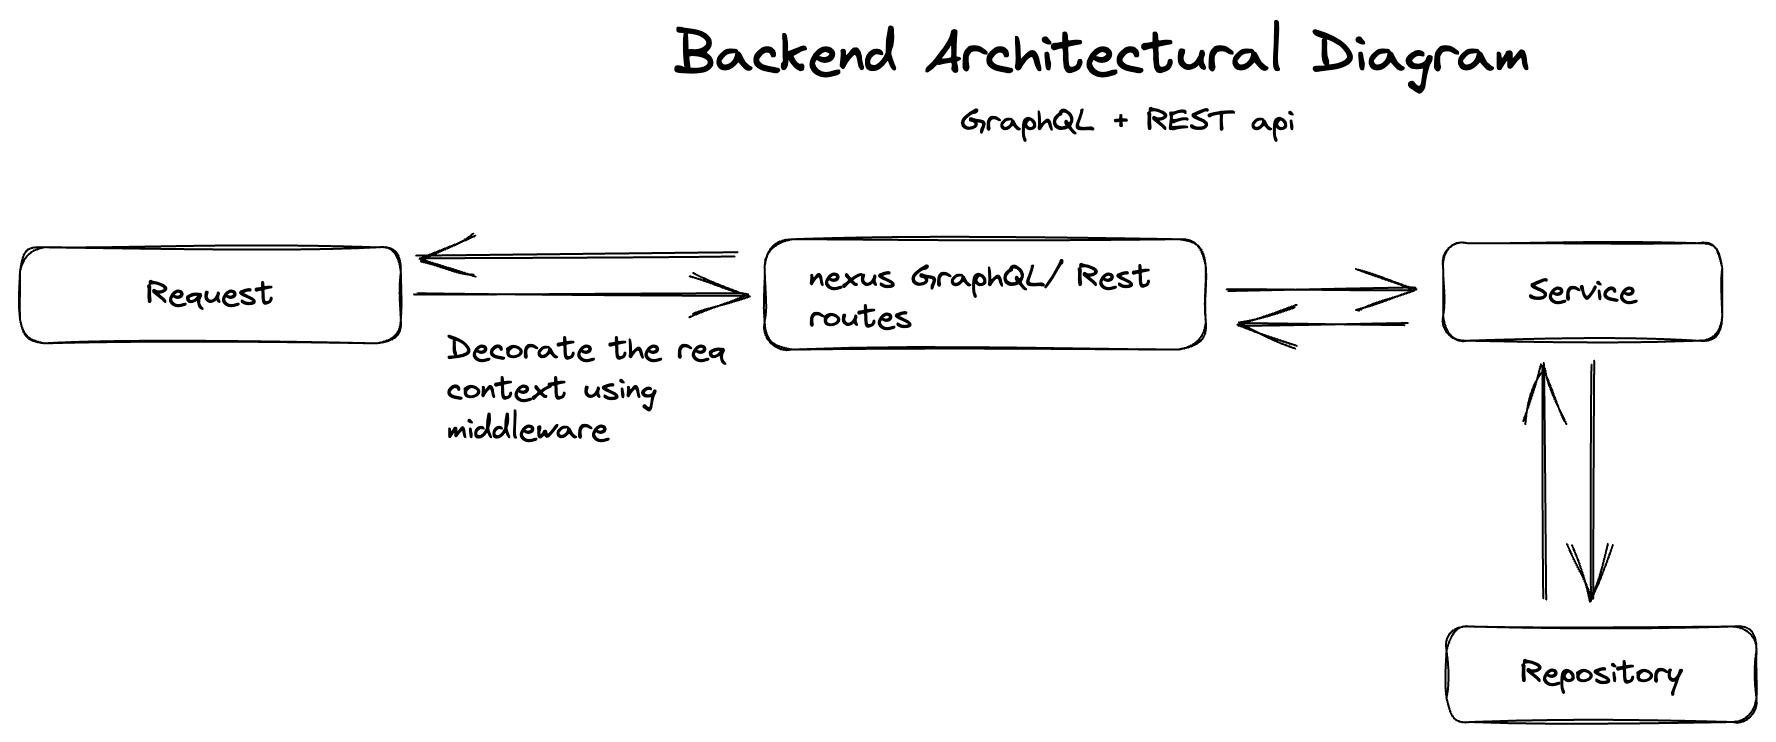 Backend Architectural Diagram
GraphQL + REST api
Request
nexus GraphQL/ Rest
routes
Service
Decorate the req
context using
middleware
Repository